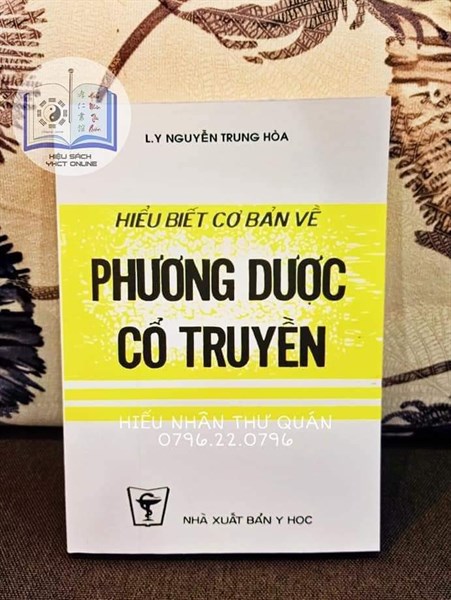 HIỆU SÁCH
YHCT ONLINE
L.Y NGUYỄN TRUNG HÒA
HIỂU BIẾT CƠ BẢN VỀ
PHƯƠNG DƯỢC
CỔ TRUYỀN
HIẾU NHÂN THƯ QUÁN
0796.22.0796
NHÀ XUẤT BẢN Y HỌC